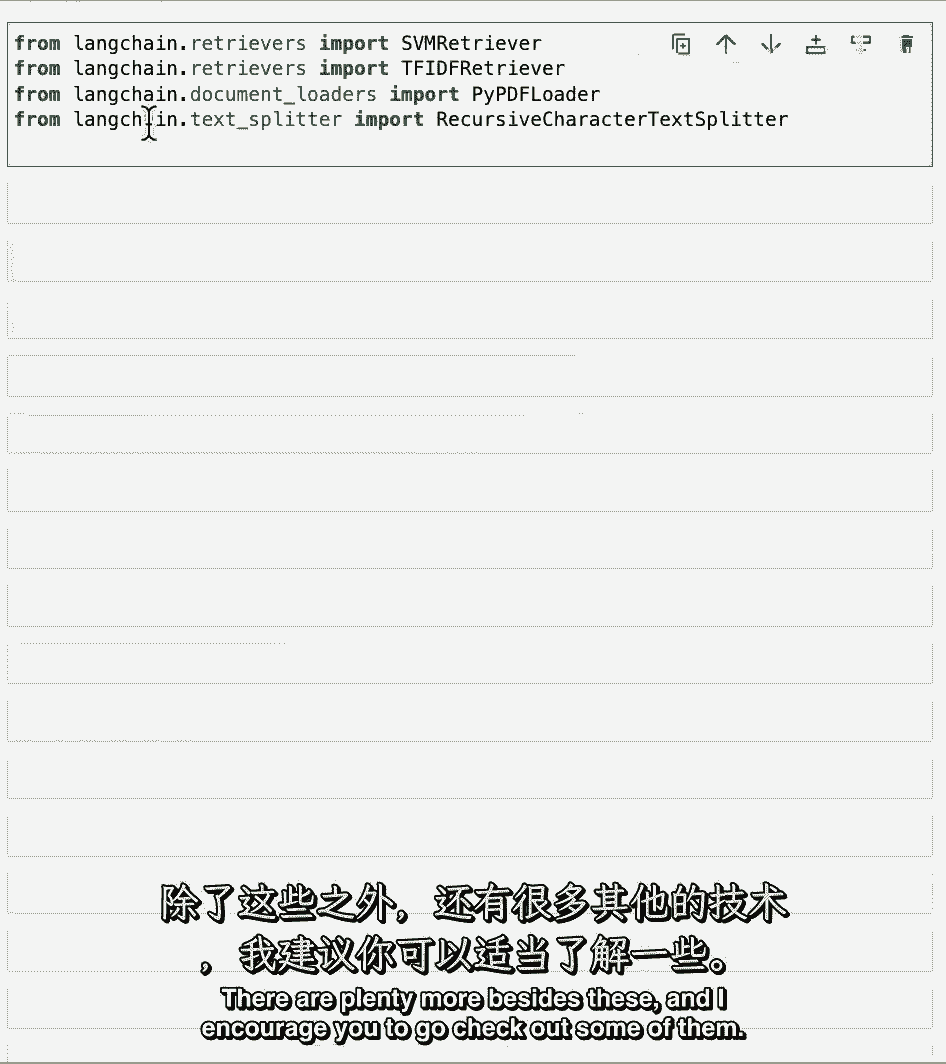 from langchain.retrievers import SVMRetriever
from langchain.retrievers import TFIDFRetriever
from langchain.document_loaders import PyPDFLoader
from langchain.text_splitter import RecursiveCharacterTextSplitter
除了这些之外，还有很多其他的技术
，我建议你可以适当了解一些。
There are plenty more besides these, and I
encourage you to go check out some of them.